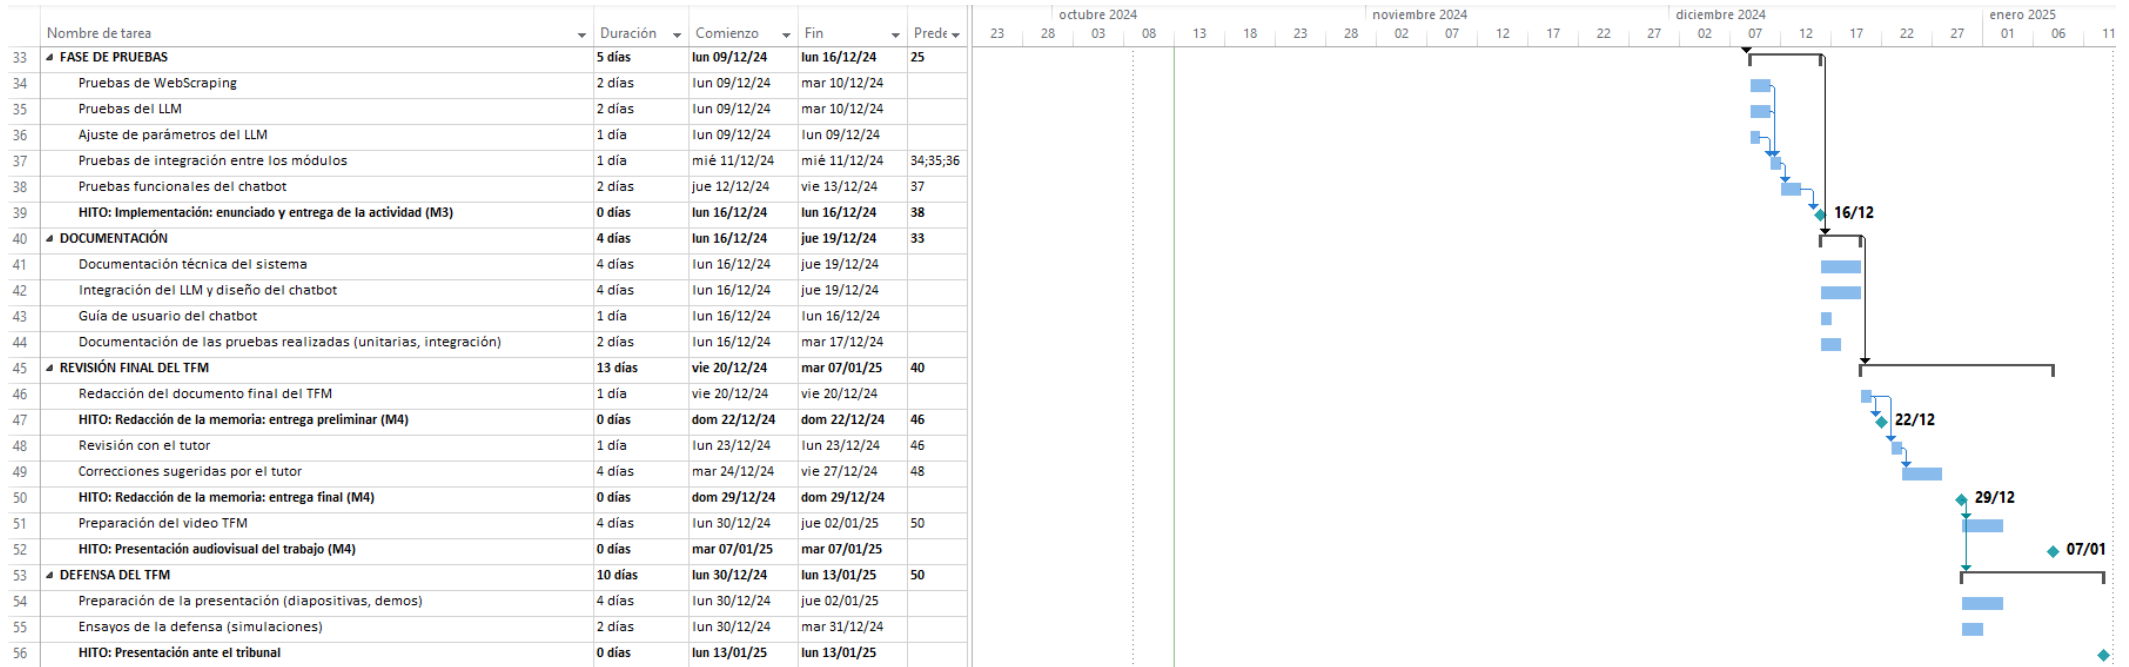 octubre 2024 noviembre 2024 diciembre 2024 enero 2025
Nombre de tarea Duración Comienzo Fin Prede 23 28 03 08 13 18 23 28 02 07 12 17 22 27 02 07 12 17 22 27 01 06 11
33 FASE DE PRUEBAS 5 días lun 09/12/24 lun 16/12/24 25
34 Pruebas de WebScraping 2 días lun 09/12/24 mar 10/12/24
35 Pruebas del LLM 2 días lun 09/12/24 mar 10/12/24
36 Ajuste de parámetros del LLM 1 día lun 09/12/24 lun 09/12/24
37 Pruebas de integración entre los módulos 1 día mié 11/12/24 mié 11/12/24 34;35;36
38 Pruebas funcionales del chatbot 2 días jue 12/12/24 vie 13/12/24 37
39 HITO: Implementación: enunciado y entrega de la actividad (M3) 0 días lun 16/12/24 lun 16/12/24 38 16/12
40 DOCUMENTACIÓN 4 días lun 16/12/24 jue 19/12/24 33
41 Documentación técnica del sistema 4 días lun 16/12/24 jue 19/12/24
42 Integración del LLM y diseño del chatbot 4 días lun 16/12/24 jue 19/12/24
43 Guía de usuario del chatbot 1 día lun 16/12/24 lun 16/12/24
44 Documentación de las pruebas realizadas (unitarias, integración) 2 días lun 16/12/24 mar 17/12/24
45 REVISIÓN FINAL DEL TFM 13 días vie 20/12/24 mar 07/01/25 40
46 Redacción del documento final del TFM 1 día vie 20/12/24 vie 20/12/24
47 HITO: Redacción de la memoria: entrega preliminar (M4) 0 días dom 22/12/24 dom 22/12/24 46 22/12
48 Revisión con el tutor 1 día lun 23/12/24 lun 23/12/24 46
49 Correcciones sugeridas por el tutor 4 días mar 24/12/24 vie 27/12/24 48
50 HITO: Redacción de la memoria: entrega final (M4) 0 días dom 29/12/24 dom 29/12/24 29/12
51 Preparación del video TFM 4 días lun 30/12/24 jue 02/01/25 50
52 HITO: Presentación audiovisual del trabajo (M4) 0 días mar 07/01/25 mar 07/01/25 07/01
53 DEFENSA DEL TFM 10 días lun 30/12/24 lun 13/01/25 50
54 Preparación de la presentación (diapositivas, demos) 4 días lun 30/12/24 jue 02/01/25
55 Ensayos de la defensa (simulaciones) 2 días lun 30/12/24 mar 31/12/24
56 HITO: Presentación ante el tribunal 0 días lun 13/01/25 lun 13/01/25